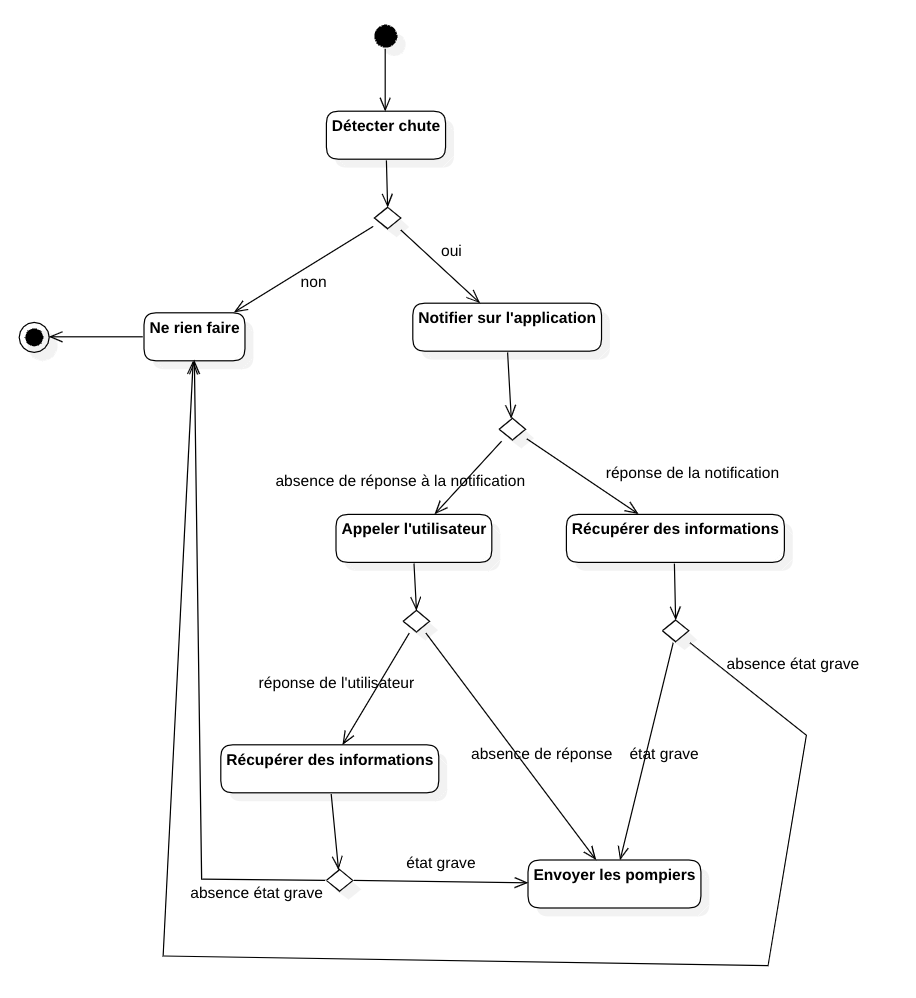 Détecter chute
oui
non
Notifier sur l'application
Ne rien faire
réponse de la notification
absence de réponse à la notification
Appeler l'utilisateur
Récupérer des informations
absence état grave
réponse de l'utilisateur
absence de réponse
état grave
Récupérer des informations
état grave
Envoyer les pompiers
absence état grave